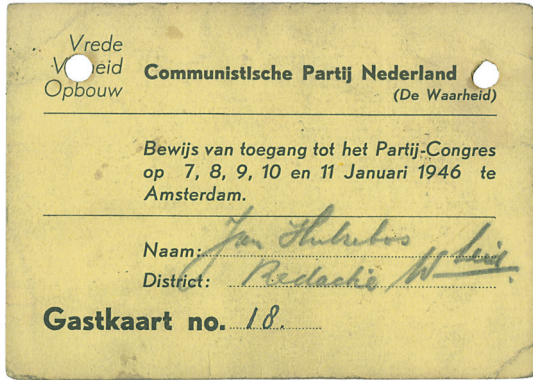 Vrede
Opbouw
Communistische Partij Nederland
(De Waarheid)
Bewijs van toegang tot het Partij-Congres
op 7, 8, 9, 10 en 11 Januari 1946 te
Amsterdam.
Naam: Jan Hulsebos
District: Redactie
Gastkaart no. 18.